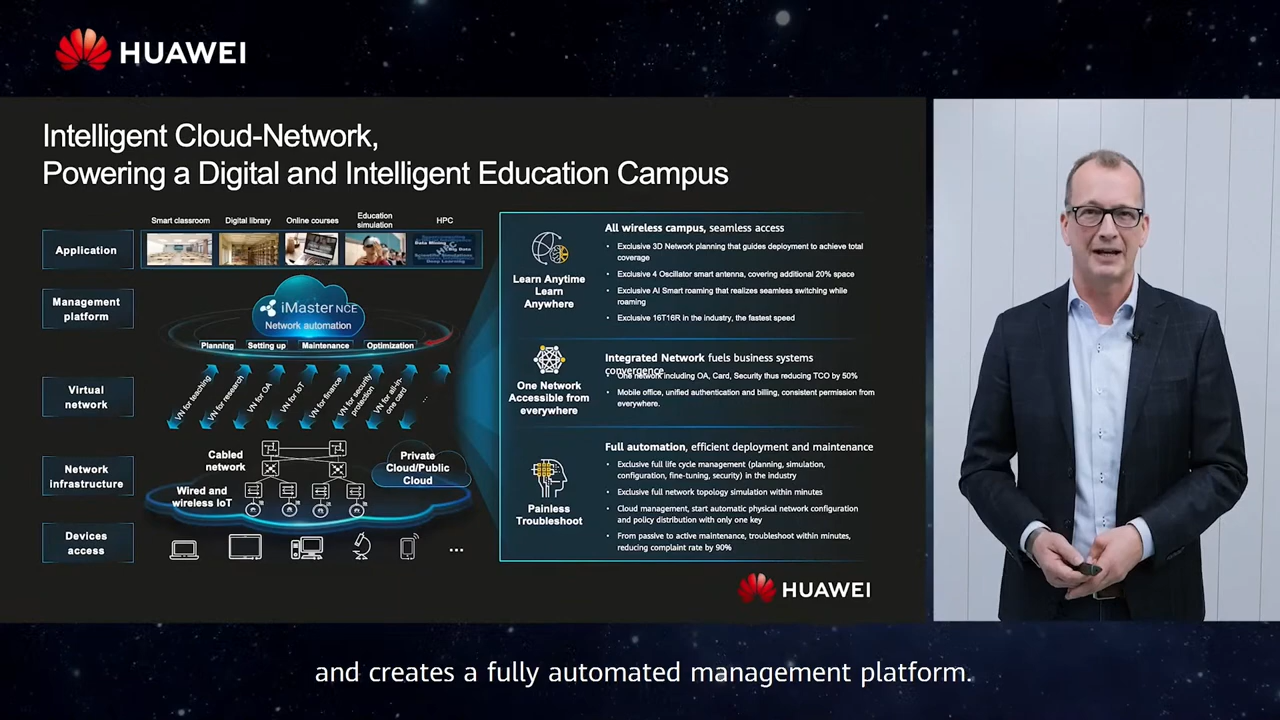 HUAWEI
Intelligent Cloud-Network,
Powering a Digital and Intelligent Education Campus
Application
Smart classroom
Digital library
Online courses
Education
simulation
HPC
Data Mining
Big Data
HPC
Scientific Simulations
Deep Learning
Management
platform
iMaster NCE
Network automation
Planning
Setting up
Maintenance
Optimization
Virtual
network
VN for teaching
VN for research
VN for OA
VN for IoT
VN for finance
VN for security
protection
VN for all-in-
one card
...
Network
infrastructure
Cabled
network
Wired and
wireless IoT
Private
Cloud/Public
Cloud
Devices
access
...
Learn Anytime
Learn
Anywhere
All wireless campus, seamless access
• Exclusive 3D Network planning that guides deployment to achieve total
coverage
• Exclusive 4 Oscillator smart antenna, covering additional 20% space
• Exclusive AI Smart roaming that realizes seamless switching while
roaming
• Exclusive 16T16R in the industry, the fastest speed
One Network
Accessible from
everywhere
Integrated Network fuels business systems
convergence
• One network including OA, Card, Security thus reducing TCO by 50%
• Mobile office, unified authentication and billing, consistent permission from
everywhere.
Painless
Troubleshoot
Full automation, efficient deployment and maintenance
• Exclusive full life cycle management (planning, simulation,
configuration, fine-tuning, security) in the industry
• Exclusive full network topology simulation within minutes
• Cloud management, start automatic physical network configuration
and policy distribution with only one key
• From passive to active maintenance, troubleshoot within minutes,
reducing complaint rate by 90%
HUAWEI
and creates a fully automated management platform.